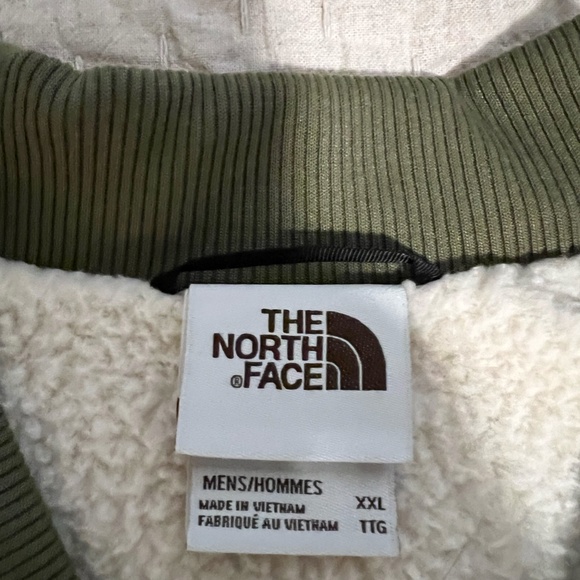 THE
NORTH
®FACE
MENS/HOMMES
MADE IN VIETNAM XXL
FABRIQUÉ AU VIETNAM TTG